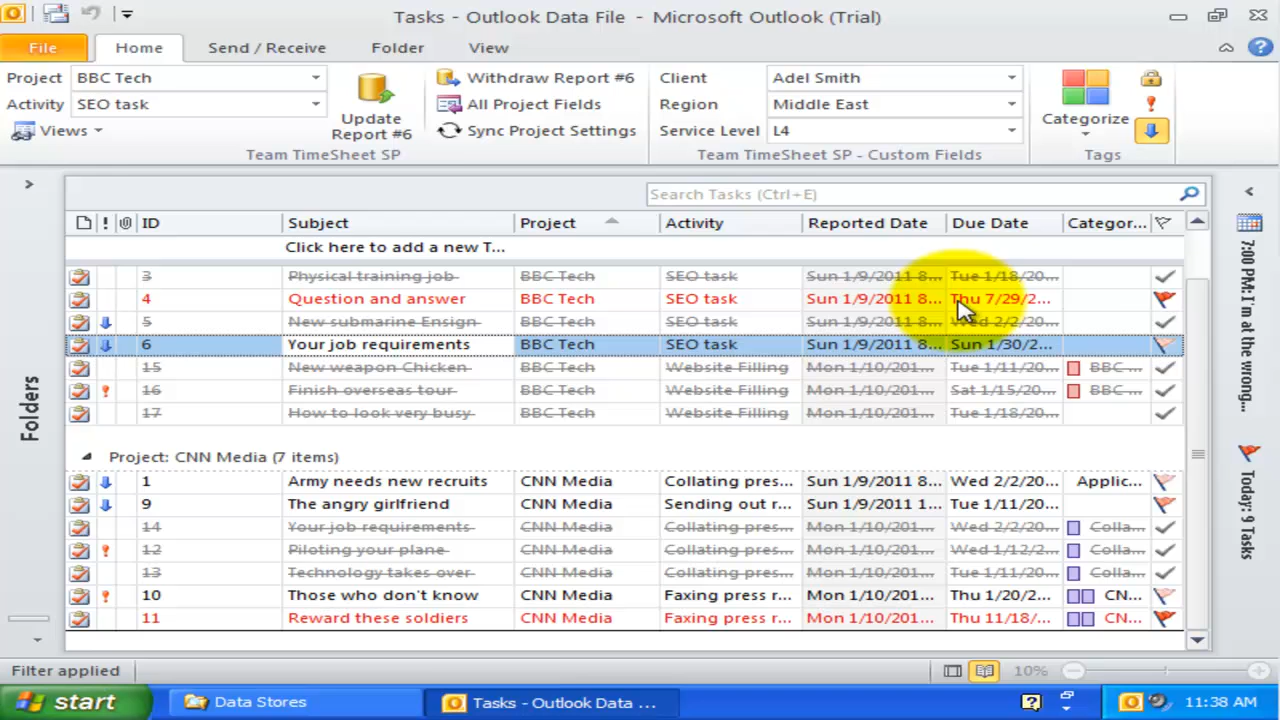 Tasks - Outlook Data File - Microsoft Outlook (Trial)
File Home Send / Receive Folder View
Project BBC Tech
Activity SEO task
Views
Update
Report #6
Withdraw Report #6
All Project Fields
Sync Project Settings
Team TimeSheet SP
Client Adel Smith
Region Middle East
Service Level L4
Team TimeSheet SP - Custom Fields
Categorize
Tags
Search Tasks (Ctrl+E)
! ID Subject Project Activity Reported Date Due Date Categor...
Click here to add a new T...
3 Physical training job BBC Tech SEO task Sun 1/9/2011 8... Tue 1/18/20...
4 Question and answer BBC Tech SEO task Sun 1/9/2011 8... Thu 7/29/2...
5 New submarine Ensign BBC Tech SEO task Sun 1/9/2011 8... Wed 2/2/20...
6 Your job requirements BBC Tech SEO task Sun 1/9/2011 8... Sun 1/30/2...
15 New weapon Chicken BBC Tech Website Filling Mon 1/10/201... Tue 1/11/20... BBC ...
16 Finish overseas tour BBC Tech Website Filling Mon 1/10/201... Sat 1/15/20... BBC ...
17 How to look very busy BBC Tech Website Filling Mon 1/10/201... Tue 1/18/20...
Project: CNN Media (7 items)
1 Army needs new recruits CNN Media Collating pres... Sun 1/9/2011 8... Wed 2/2/20... Applic...
9 The angry girlfriend CNN Media Sending out r... Sun 1/9/2011 1... Tue 1/11/20...
14 Your job requirements CNN Media Collating pres... Mon 1/10/201... Wed 2/2/20... Colla...
12 Piloting your plane CNN Media Collating pres... Mon 1/10/201... Wed 1/12/20... Colla...
13 Technology takes over CNN Media Collating pres... Mon 1/10/201... Tue 1/11/20... Colla...
10 Those who don't know CNN Media Faxing press r... Mon 1/10/201... Thu 1/20/20... CN...
11 Reward these soldiers CNN Media Faxing press r... Mon 1/10/201... Thu 11/18/... CN...
Folders
7:00 PM: I'm at the wrong...
Today: 9 Tasks
Filter applied
10%
start Data Stores Tasks - Outlook Data ... 11:38 AM